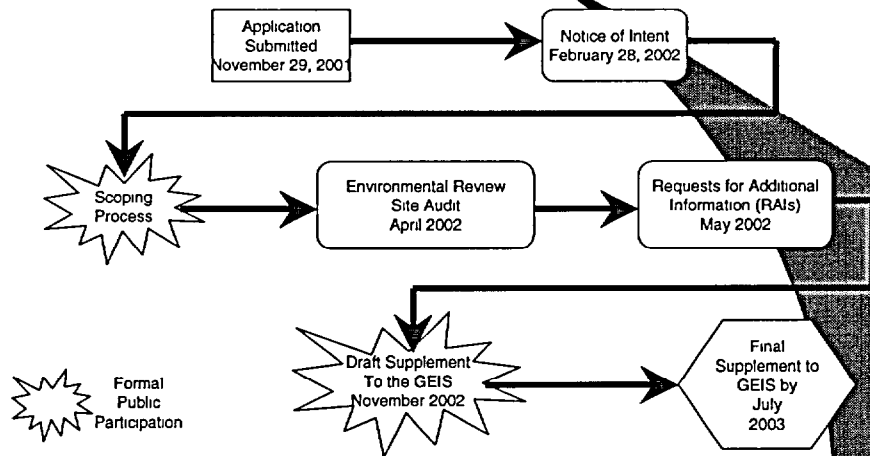 Application
Submitted
November 29, 2001
Notice of Intent
February 28, 2002
Scoping
Process
Environmental Review
Site Audit
April 2002
Requests for Additional
Information (RAIs)
May 2002
Draft Supplement
To the GEIS
November 2002
Final
Supplement to
GEIS by
July
2003
Formal
Public
Participation